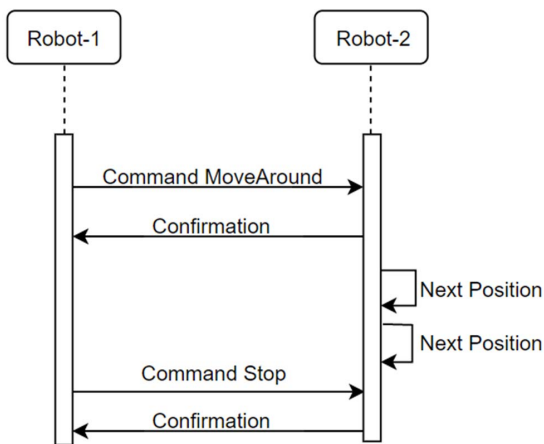 Robot-1
Robot-2
Command MoveAround
Confirmation
Next Position
Next Position
Command Stop
Confirmation